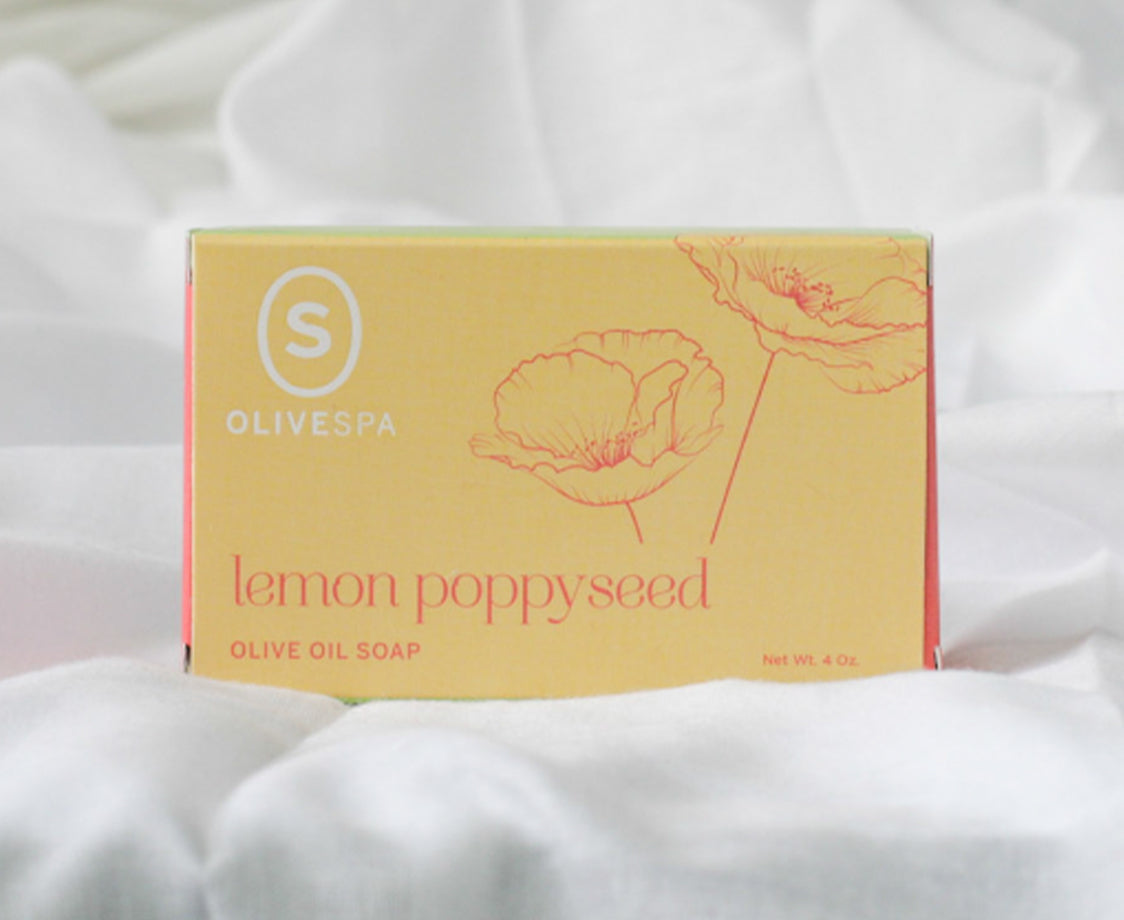 S
OLIVESPA
lemon poppyseed
OLIVE OIL SOAP
Net Wt. 4 Oz.